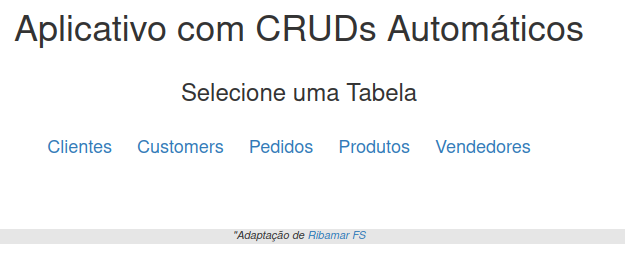 Aplicativo com CRUDs Automáticos
Selecione uma Tabela
Clientes Customers Pedidos Produtos Vendedores
"Adaptação de Ribamar FS